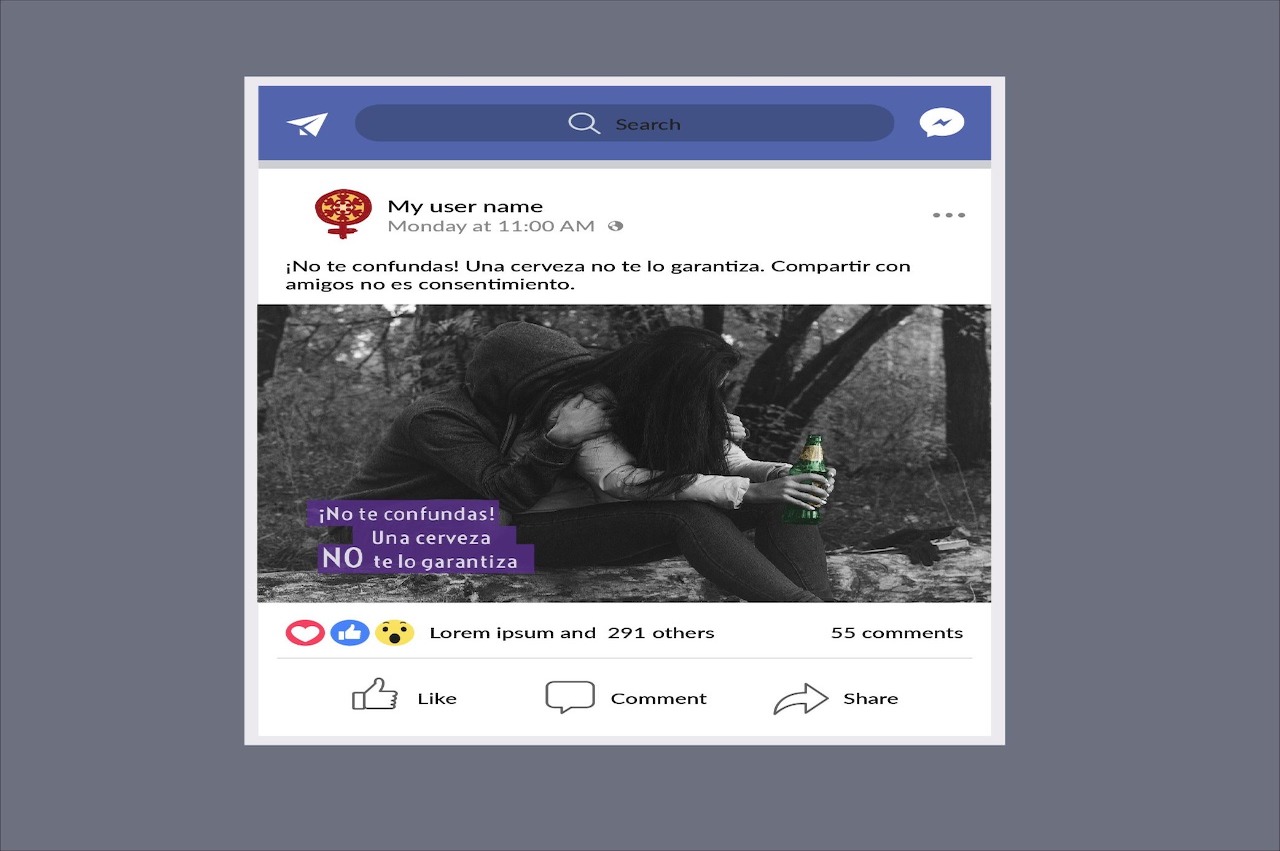 Search
My user name
Monday at 11:00 AM
¡No te confundas! Una cerveza no te lo garantiza. Compartir con
amigos no es consentimiento.
¡No te confundas!
Una cerveza
NO te lo garantiza
Lorem ipsum and 291 others
55 comments
Like
Comment
Share